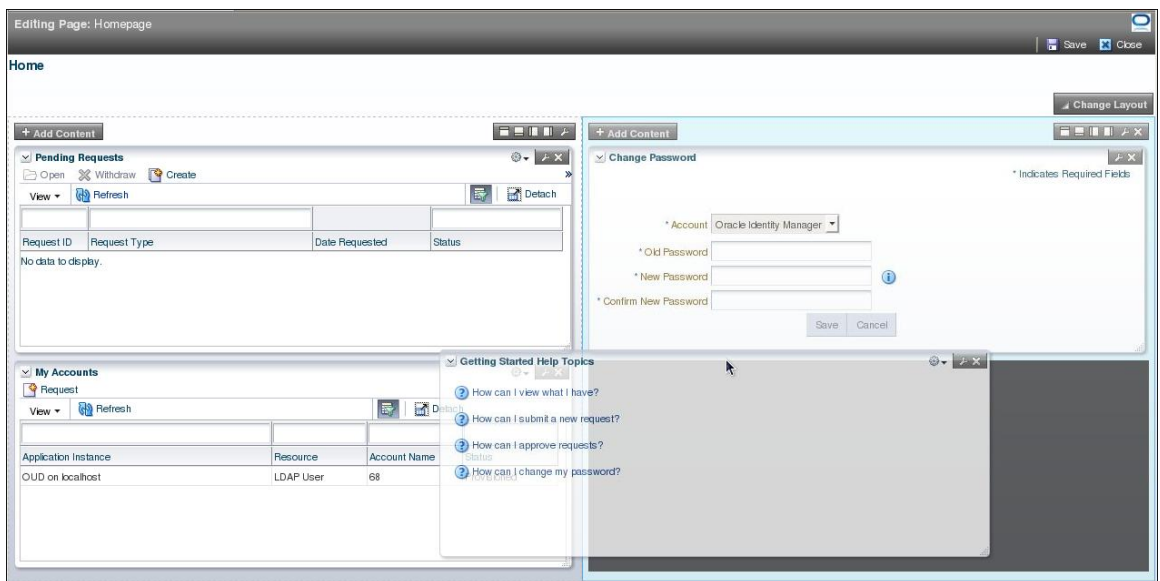 Editing Page: Homepage
Save Close
Home
Change Layout
+ Add Content
Pending Requests
Open Withdraw Create »
View Refresh Detach
Request ID Request Type Date Requested Status
No data to display.
My Accounts
Request
View Refresh Detach
Application Instance Resource Account Name Status
OUD on localhost LDAP User 68 Provisioned
+ Add Content
Change Password
* Indicates Required Fields
* Account Oracle Identity Manager
* Old Password
* New Password
* Confirm New Password
Save Cancel
Getting Started Help Topics
How can I view what I have?
How can I submit a new request?
How can I approve requests?
How can I change my password?